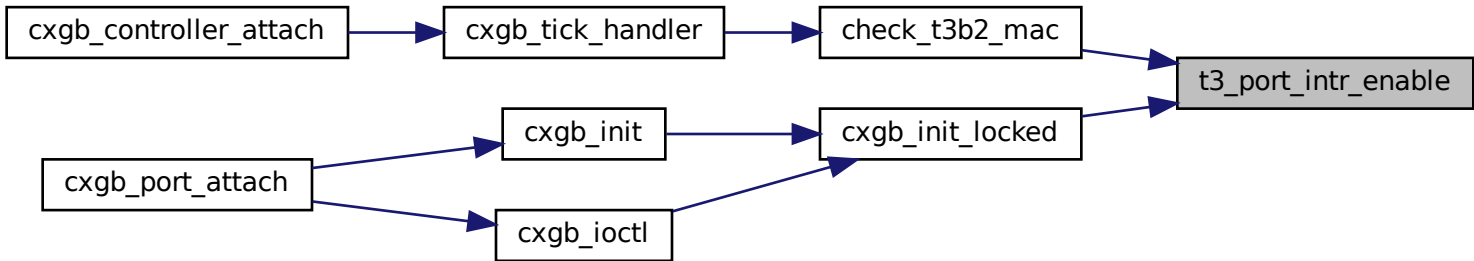 cxgb_controller_attach
cxgb_tick_handler
check_t3b2_mac
t3_port_intr_enable
cxgb_init
cxgb_init_locked
cxgb_port_attach
cxgb_ioctl